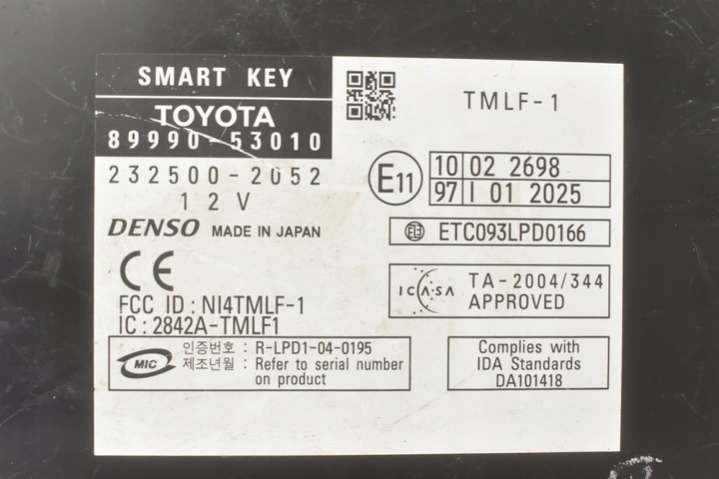 SMART KEY
TOYOTA
89990-53010
232500-2052
12V
DENSO MADE IN JAPAN
CE
FCC ID : NI4TMLF-1
IC : 2842A-TMLF1
MIC
인증번호 : R-LPD1-04-0195
제조년월 : Refer to serial number
on product
TMLF-1
E11
10 02 2698
97 I 01 2025
ETC093LPD0166
ICASA
TA-2004/344
APPROVED
Complies with
IDA Standards
DA101418